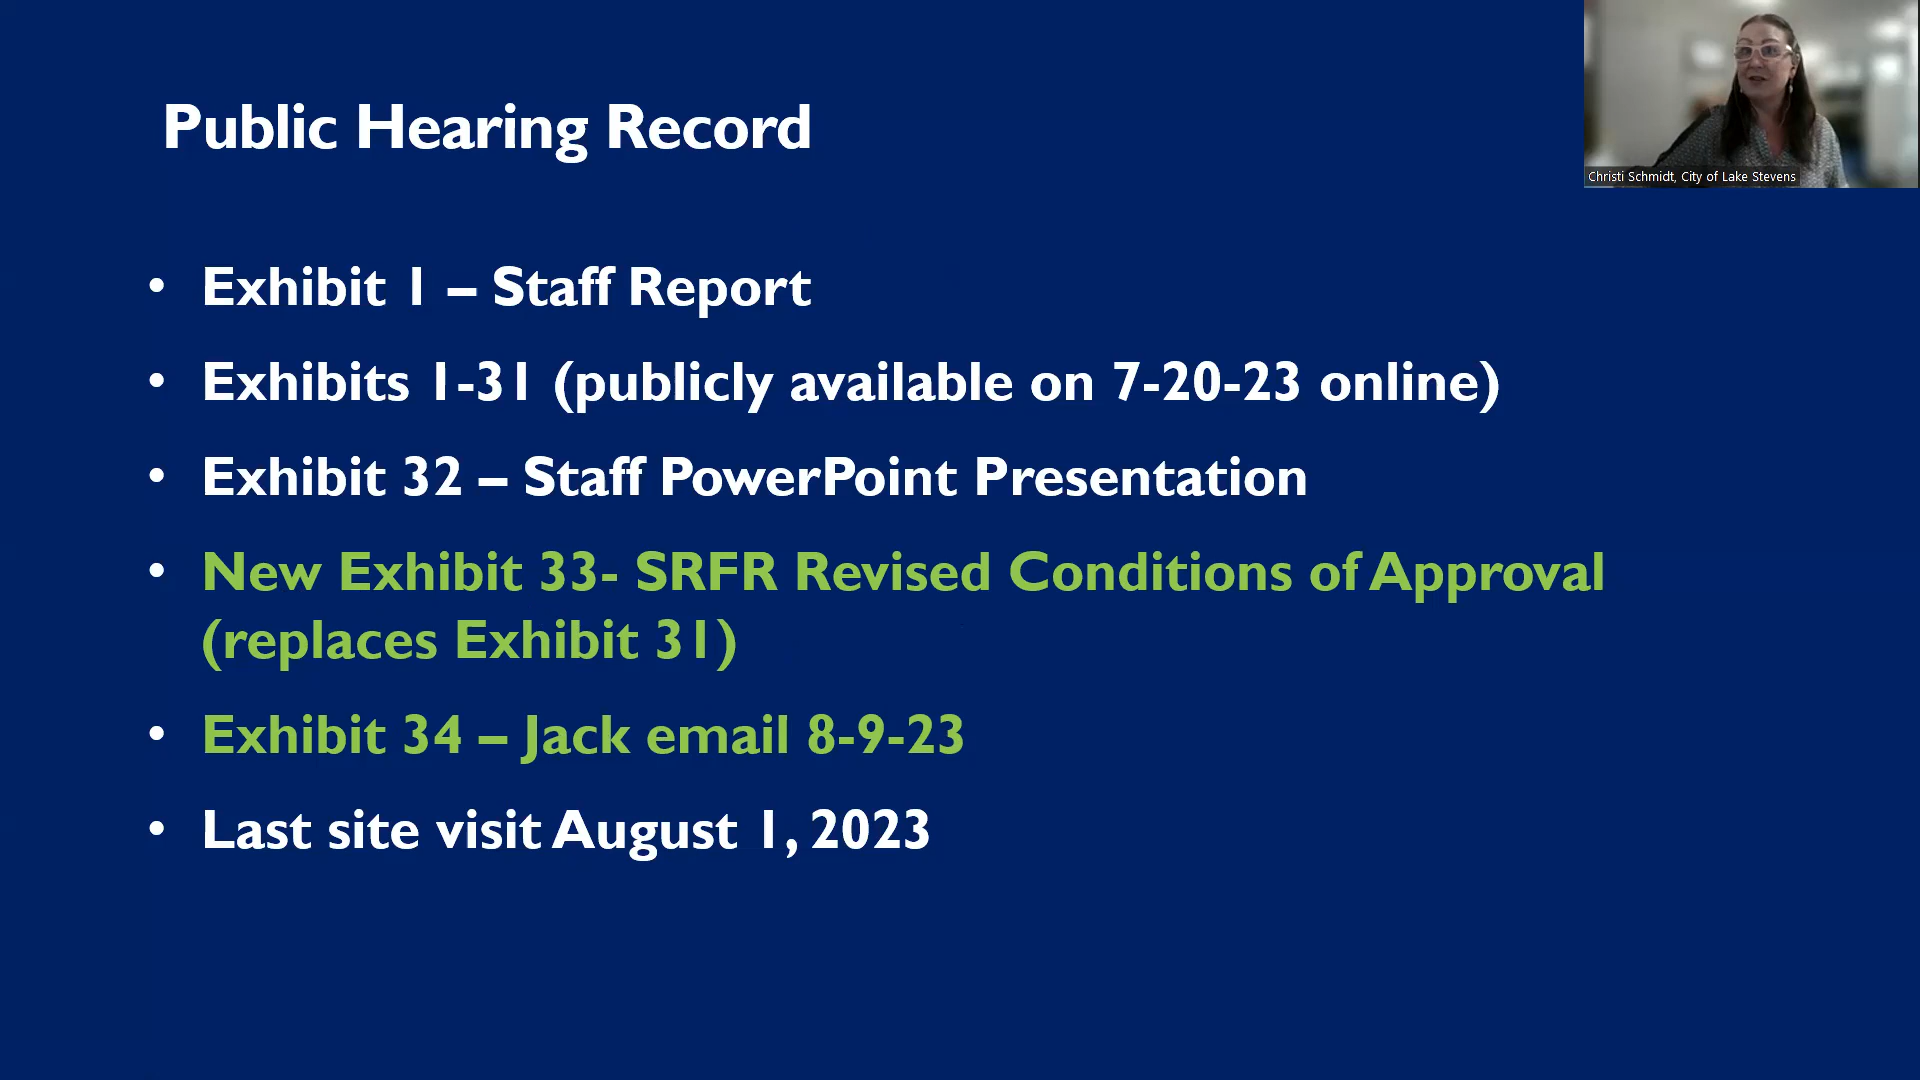 Public Hearing Record
Christi Schmidt, City of Lake Stevens
• Exhibit 1 – Staff Report
• Exhibits 1-31 (publicly available on 7-20-23 online)
• Exhibit 32 – Staff PowerPoint Presentation
• New Exhibit 33- SRFR Revised Conditions of Approval
(replaces Exhibit 31)
• Exhibit 34 – Jack email 8-9-23
• Last site visit August 1, 2023